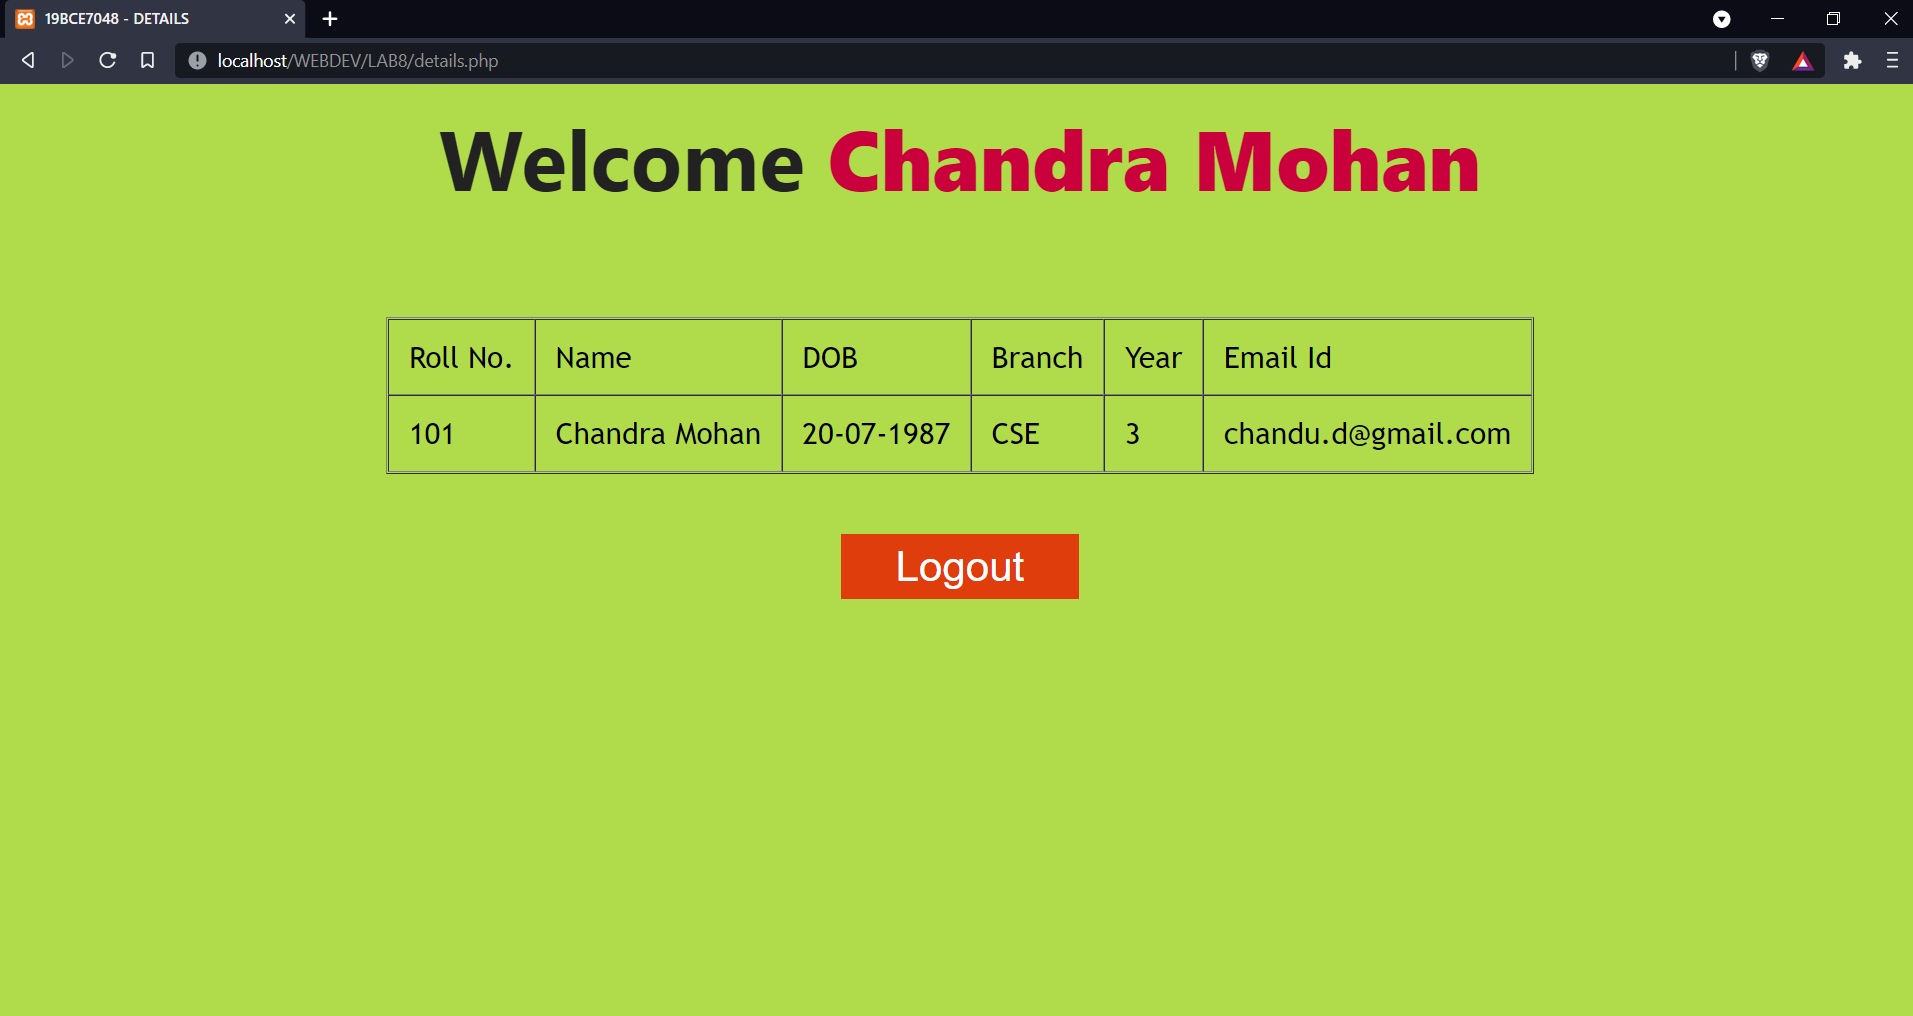 19BCE7048 - DETAILS
localhost/WEBDEV/LAB8/details.php
Welcome Chandra Mohan
Roll No. Name DOB Branch Year Email Id
101 Chandra Mohan 20-07-1987 CSE 3 chandu.d@gmail.com
Logout